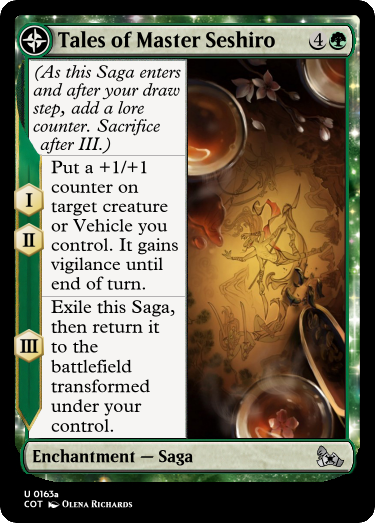 Tales of Master Seshiro 4
(As this Saga enters
and after your draw
step, add a lore
counter. Sacrifice
after III.)
I
II
Put a +1/+1
counter on
target creature
or Vehicle you
control. It gains
vigilance until
end of turn.
III
Exile this Saga,
then return it
to the
battlefield
transformed
under your
control.
Enchantment — Saga
U 0163a
COT Olena Richards